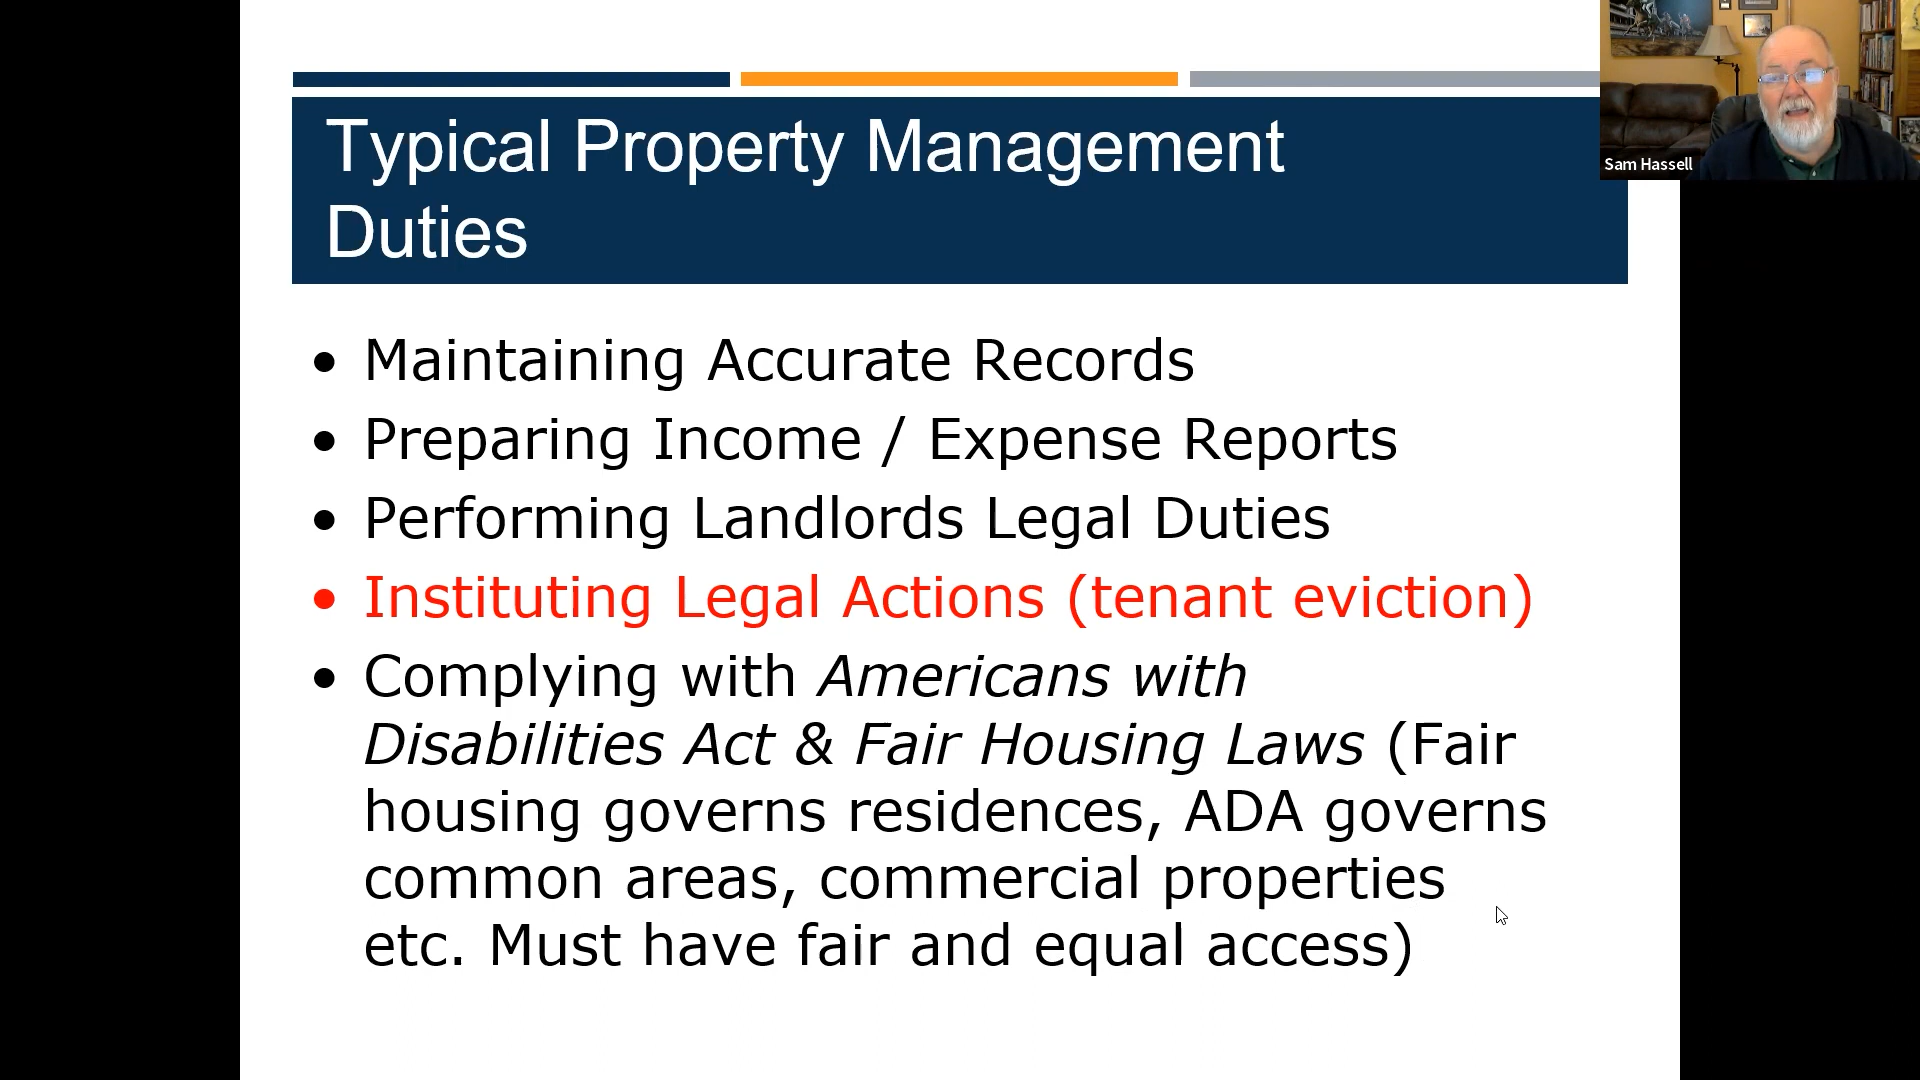 Typical Property Management
Duties
Sam Hassell
• Maintaining Accurate Records
• Preparing Income / Expense Reports
• Performing Landlords Legal Duties
• Instituting Legal Actions (tenant eviction)
• Complying with Americans with
Disabilities Act & Fair Housing Laws (Fair
housing governs residences, ADA governs
common areas, commercial properties
etc. Must have fair and equal access)